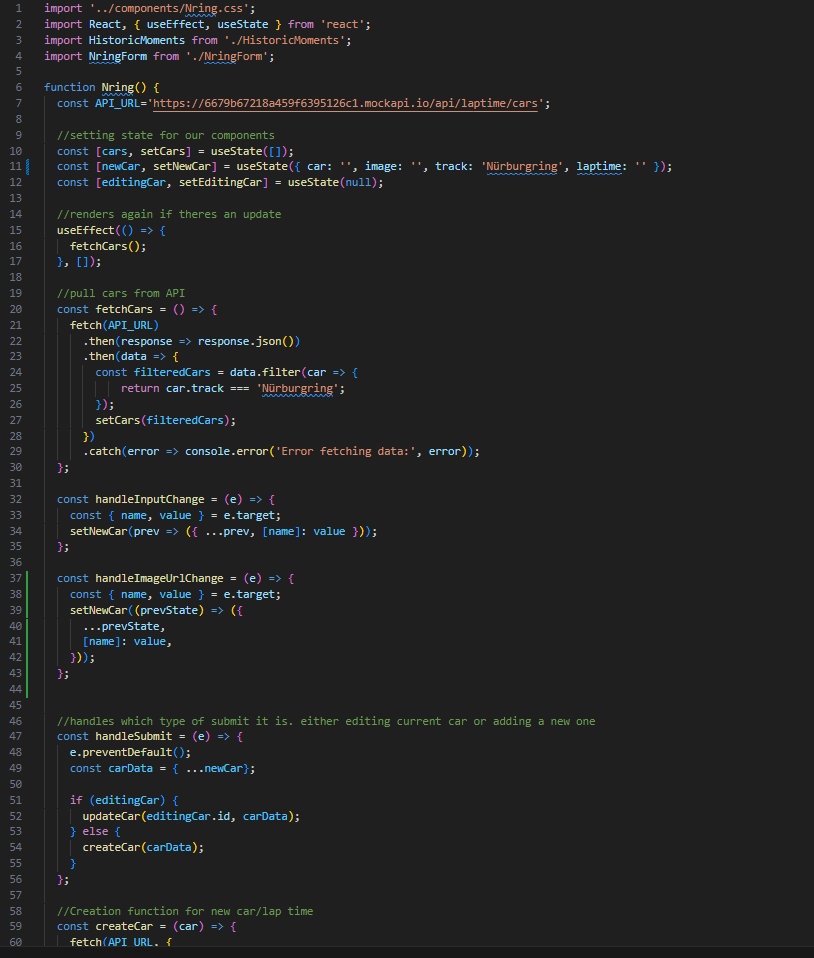 1 import '../components/Nring.css';
2 import React, { useEffect, useState } from 'react';
3 import HistoricMoments from './HistoricMoments';
4 import NringForm from './NringForm';
5
6 function Nring() {
7   const API_URL='https://6679b67218a459f6395126c1.mockapi.io/api/laptime/cars';
8
9   //setting state for our components
10   const [cars, setCars] = useState([]);
11   const [newCar, setNewCar] = useState({ car: '', image: '', track: 'Nürburgring', laptime: '' });
12   const [editingCar, setEditingCar] = useState(null);
13
14   //renders again if theres an update
15   useEffect(() => {
16     fetchCars();
17   }, []);
18
19   //pull cars from API
20   const fetchCars = () => {
21     fetch(API_URL)
22       .then(response => response.json())
23       .then(data => {
24         const filteredCars = data.filter(car => {
25             return car.track === 'Nürburgring';
26         });
27         setCars(filteredCars);
28       })
29       .catch(error => console.error('Error fetching data:', error));
30   };
31
32   const handleInputChange = (e) => {
33     const { name, value } = e.target;
34     setNewCar(prev => ({ ...prev, [name]: value }));
35   };
36
37   const handleImageUrlChange = (e) => {
38     const { name, value } = e.target;
39     setNewCar((prevState) => ({
40       ...prevState,
41       [name]: value,
42     }));
43   };
44
45
46   //handles which type of submit it is. either editing current car or adding a new one
47   const handleSubmit = (e) => {
48     e.preventDefault();
49     const carData = { ...newCar};
50
51     if (editingCar) {
52       updateCar(editingCar.id, carData);
53     } else {
54       createCar(carData);
55     }
56   };
57
58   //Creation function for new car/lap time
59   const createCar = (car) => {
60     fetch(API_URL, {